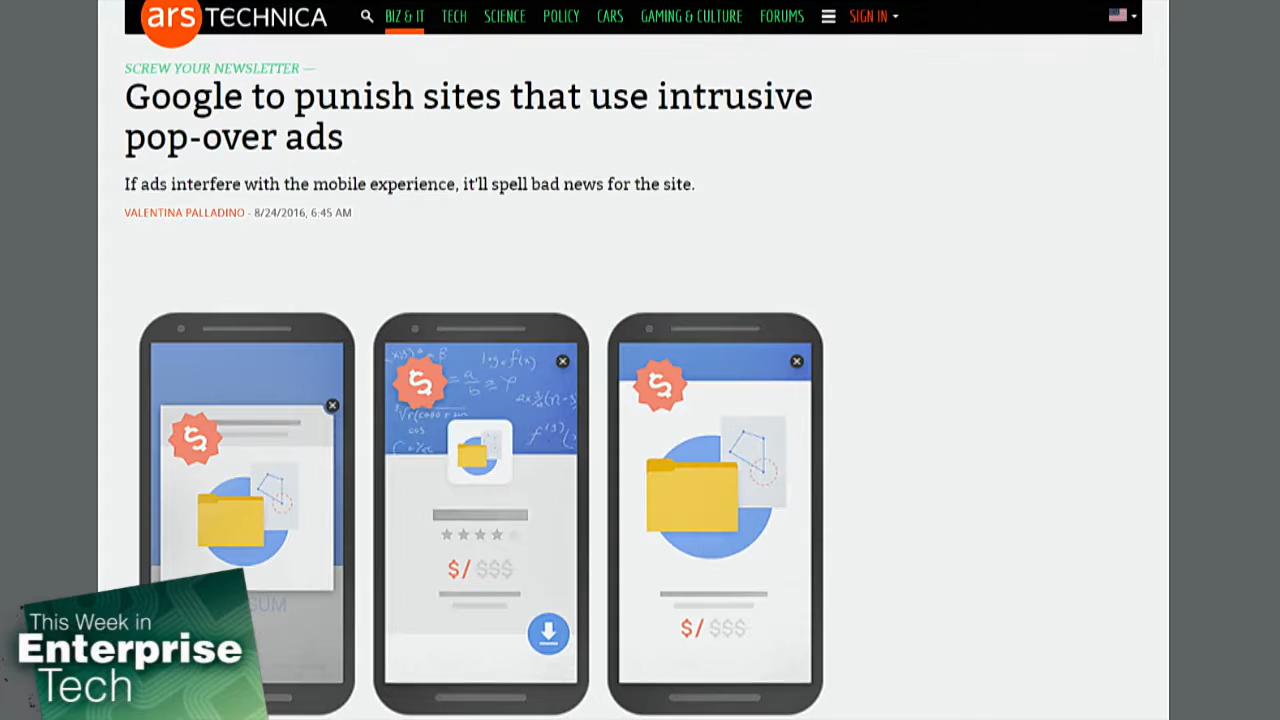 ars TECHNICA
BIZ & IT TECH SCIENCE POLICY CARS GAMING & CULTURE FORUMS SIGN IN
SCREW YOUR NEWSLETTER —
Google to punish sites that use intrusive
pop-over ads
If ads interfere with the mobile experience, it'll spell bad news for the site.
VALENTINA PALLADINO - 8/24/2016, 6:45 AM
$/ $$$
$/ $$$
GUM
This Week in
Enterprise
Tech